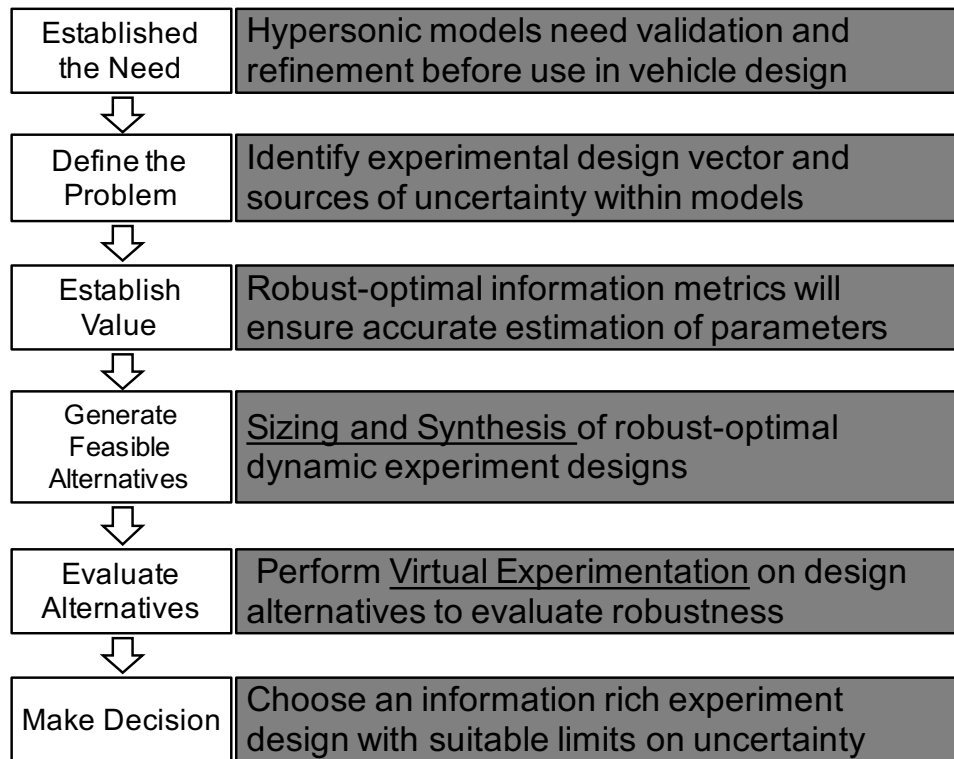 Established
the Need
Hypersonic models need validation and
refinement before use in vehicle design
Define the
Problem
Identify experimental design vector and
sources of uncertainty within models
Establish
Value
Robust-optimal information metrics will
ensure accurate estimation of parameters
Generate
Feasible
Alternatives
Sizing and Synthesis of robust-optimal
dynamic experiment designs
Evaluate
Alternatives
Perform Virtual Experimentation on design
alternatives to evaluate robustness
Make Decision
Choose an information rich experiment
design with suitable limits on uncertainty